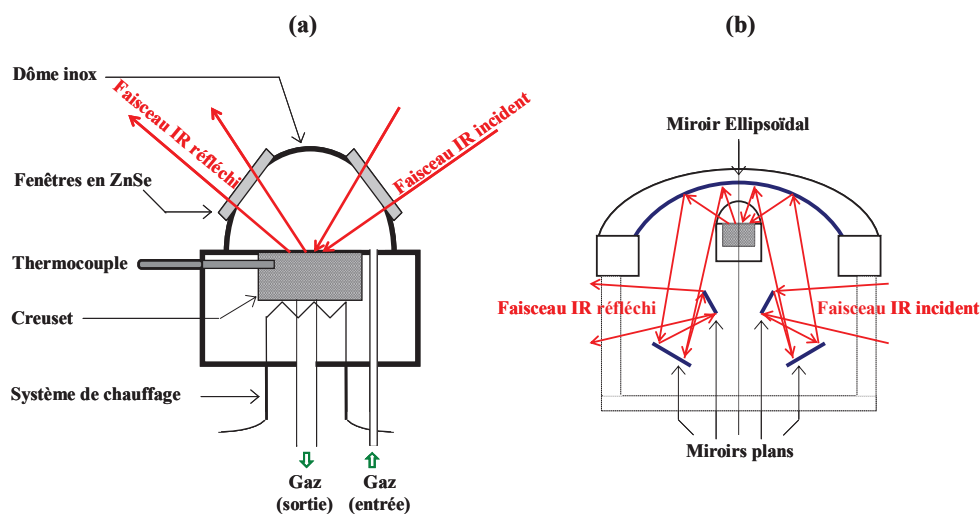 (a)
Dôme inox
Faisceau IR réfléchi
Faisceau IR incident
Fenêtres en ZnSe
Thermocouple
Creuset
Système de chauffage
Gaz
(sortie)
Gaz
(entrée)
(b)
Miroir Ellipsoïdal
Faisceau IR réfléchi
Faisceau IR incident
Miroirs plans